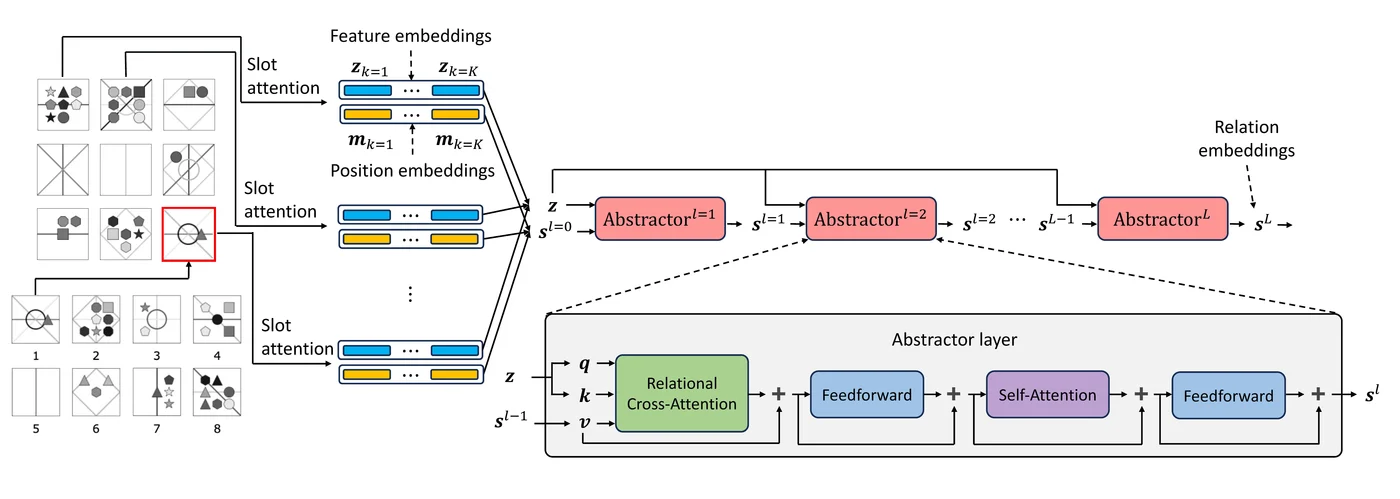 Feature embeddings
Slot
attention
z_{k=1} ⋯ z_{k=K}
⋯
⋯
m_{k=1} m_{k=K}
Position embeddings
Slot
attention
⋯
⋯
⋮
Slot
attention
⋯
⋯
Relation
embeddings
z
s^{l=0}
Abstractor^{l=1}
s^{l=1}
Abstractor^{l=2}
s^{l=2} ⋯ s^{L−1}
Abstractor^{L}
s^{L}
1 2 3 4
5 6 7 8
Abstractor layer
z
s^{l−1}
q
k
v
Relational
Cross-Attention
+
Feedforward
+
Self-Attention
+
Feedforward
+
s^{l}